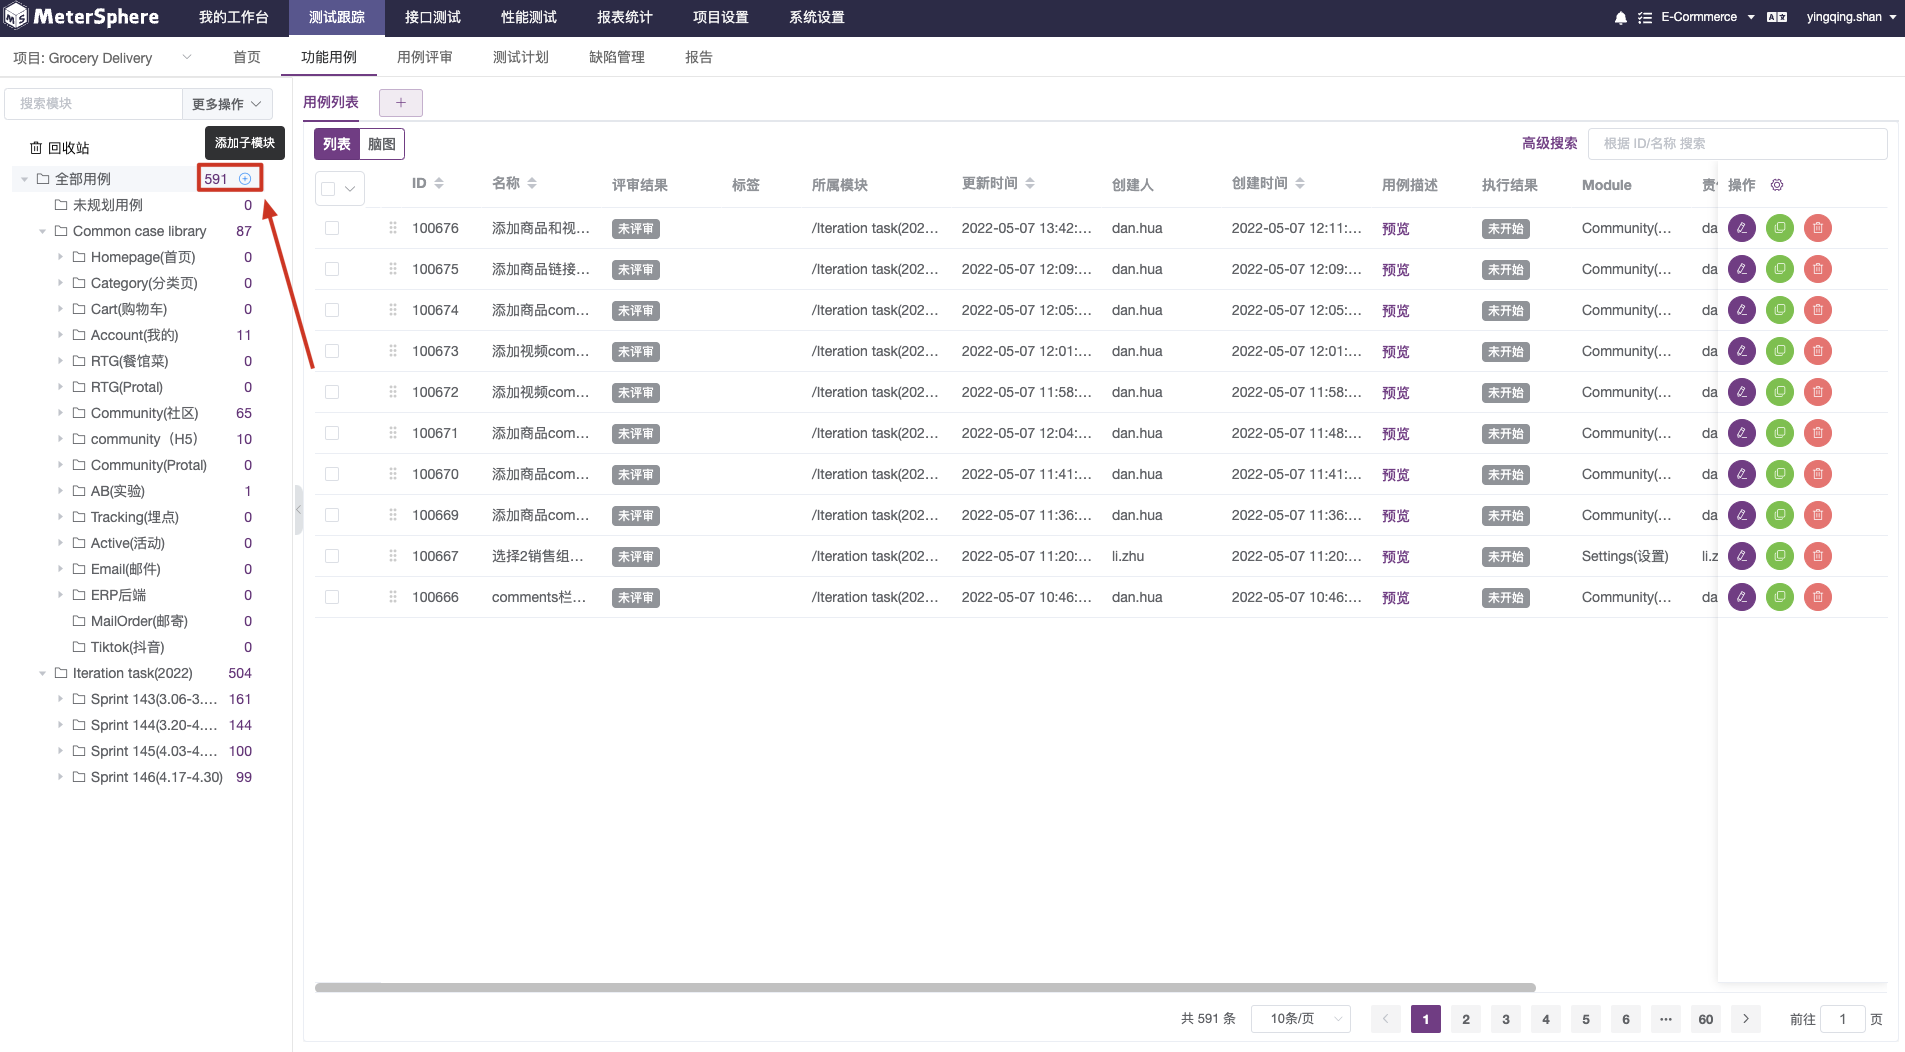 MeterSphere 我的工作台 测试跟踪 接口测试 性能测试 报表统计 项目设置 系统设置 E-Cormmerce yingqing.shan
项目: Grocery Delivery 首页 功能用例 用例评审 测试计划 缺陷管理 报告
搜索模块 更多操作
用例列表 +
添加子模块
回收站
列表 脑图 高级搜索 根据 ID/名称 搜索
全部用例 591
未规划用例 0
Common case library 87
Homepage(首页) 0
Category(分类页) 0
Cart(购物车) 0
Account(我的) 11
RTG(餐馆菜) 0
RTG(Protal) 0
Community(社区) 65
community（H5） 10
Community(Protal) 0
AB(实验) 1
Tracking(埋点) 0
Active(活动) 0
Email(邮件) 0
ERP后端 0
MailOrder(邮寄) 0
Tiktok(抖音) 0
Iteration task(2022) 504
Sprint 143(3.06-3.… 161
Sprint 144(3.20-4.… 144
Sprint 145(4.03-4.… 100
Sprint 146(4.17-4.30) 99
ID 名称 评审结果 标签 所属模块 更新时间 创建人 创建时间 用例描述 执行结果 Module 操作
100676 添加商品和视… 未评审 /Iteration task(202… 2022-05-07 13:42:… dan.hua 2022-05-07 12:11:… 预览 未开始 Community(… da
100675 添加商品链接… 未评审 /Iteration task(202… 2022-05-07 12:09:… dan.hua 2022-05-07 12:09:… 预览 未开始 Community(… da
100674 添加商品com… 未评审 /Iteration task(202… 2022-05-07 12:05:… dan.hua 2022-05-07 12:05:… 预览 未开始 Community(… da
100673 添加视频com… 未评审 /Iteration task(202… 2022-05-07 12:01:… dan.hua 2022-05-07 12:01:… 预览 未开始 Community(… da
100672 添加视频com… 未评审 /Iteration task(202… 2022-05-07 11:58:… dan.hua 2022-05-07 11:58:… 预览 未开始 Community(… da
100671 添加商品com… 未评审 /Iteration task(202… 2022-05-07 12:04:… dan.hua 2022-05-07 11:48:… 预览 未开始 Community(… da
100670 添加商品com… 未评审 /Iteration task(202… 2022-05-07 11:41:… dan.hua 2022-05-07 11:41:… 预览 未开始 Community(… da
100669 添加商品com… 未评审 /Iteration task(202… 2022-05-07 11:36:… dan.hua 2022-05-07 11:36:… 预览 未开始 Community(… da
100667 选择2销售组… 未评审 /Iteration task(202… 2022-05-07 11:20:… li.zhu 2022-05-07 11:20:… 预览 未开始 Settings(设置) li.z
100666 comments栏… 未评审 /Iteration task(202… 2022-05-07 10:46:… dan.hua 2022-05-07 10:46:… 预览 未开始 Community(… da
共 591 条 10条/页 1 2 3 4 5 6 ••• 60 前往 1 页